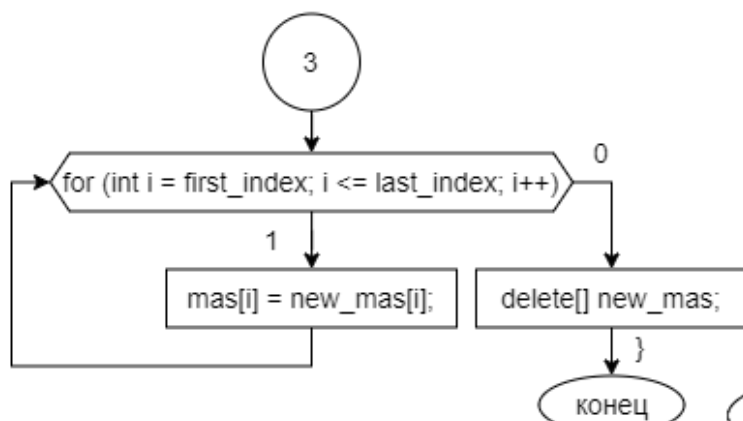 3
for (int i = first_index; i <= last_index; i++)
0
1
mas[i] = new_mas[i];
delete[] new_mas;
}
конец